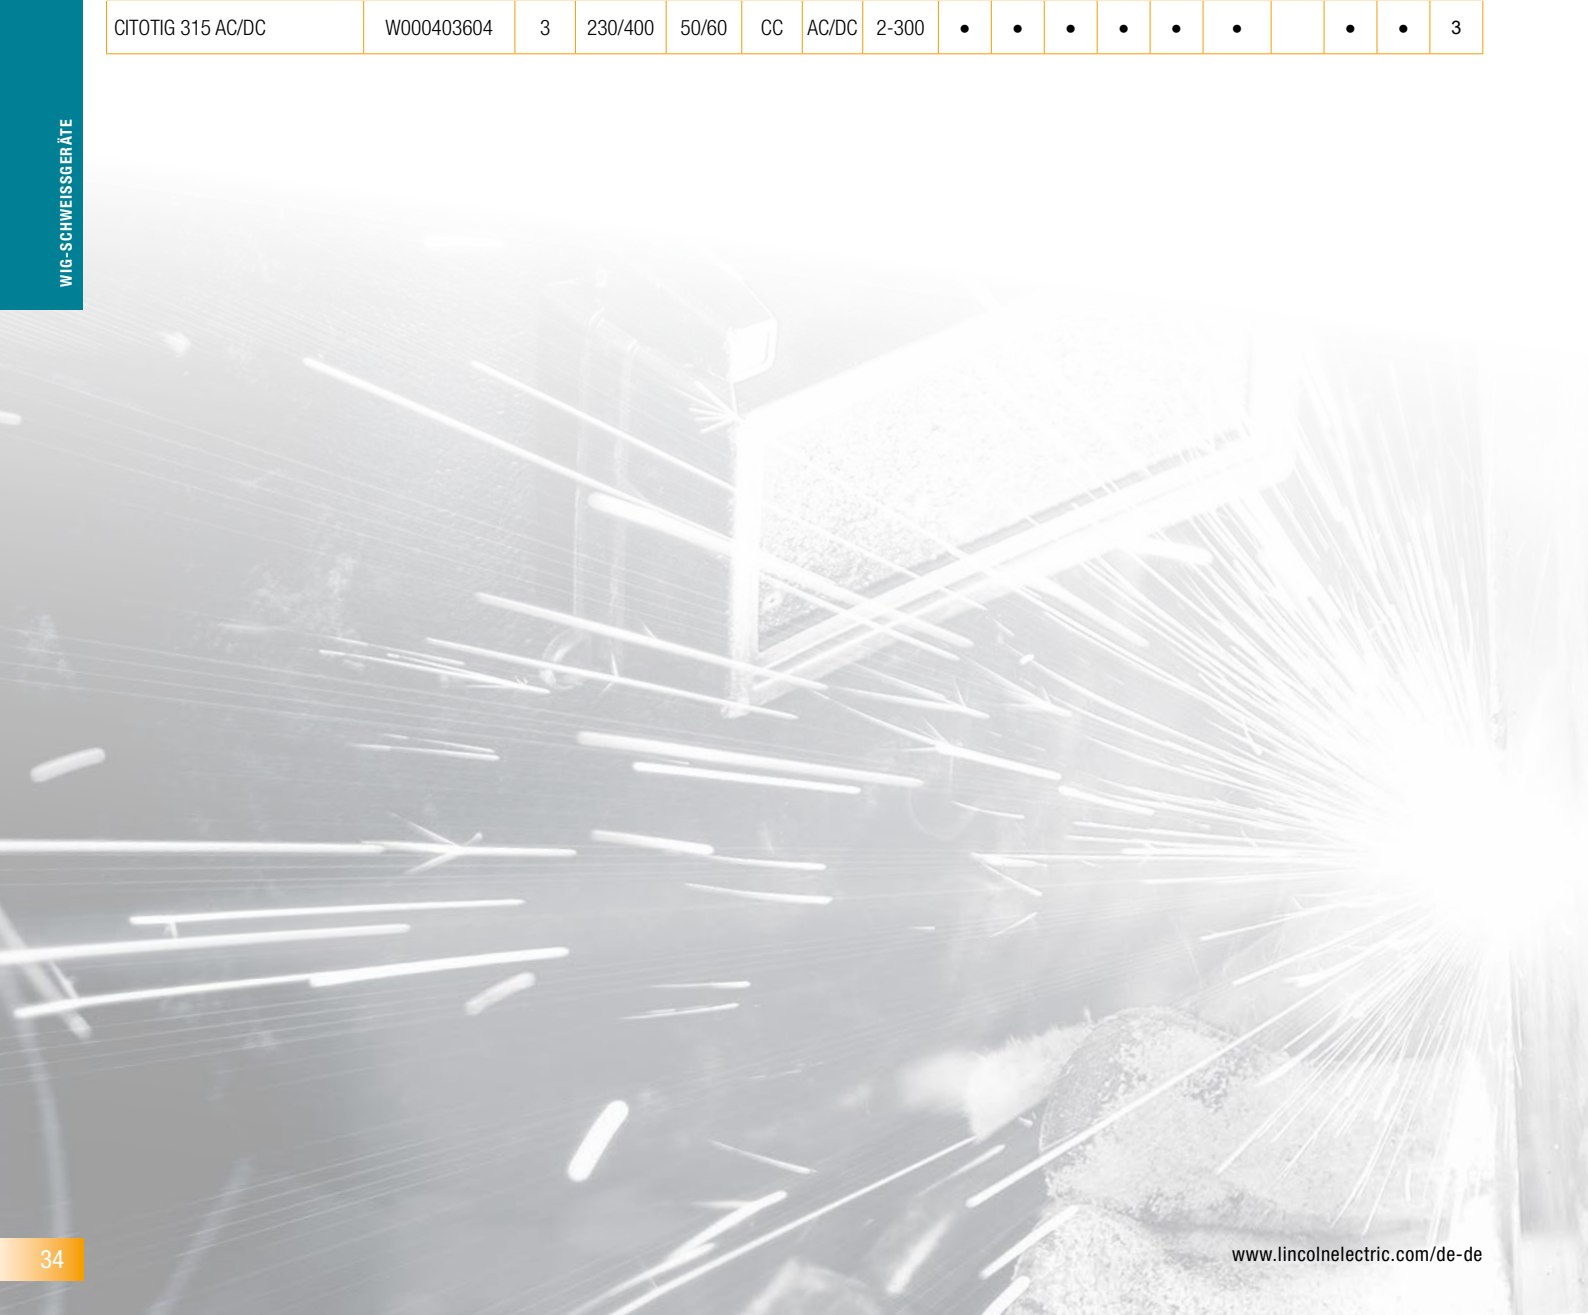 CITOTIG 315 AC/DC W000403604 3 230/400 50/60 CC AC/DC 2-300 • • • • • • • • 3
WIG-SCHWEISSGERÄTE
34
www.lincolnelectric.com/de-de